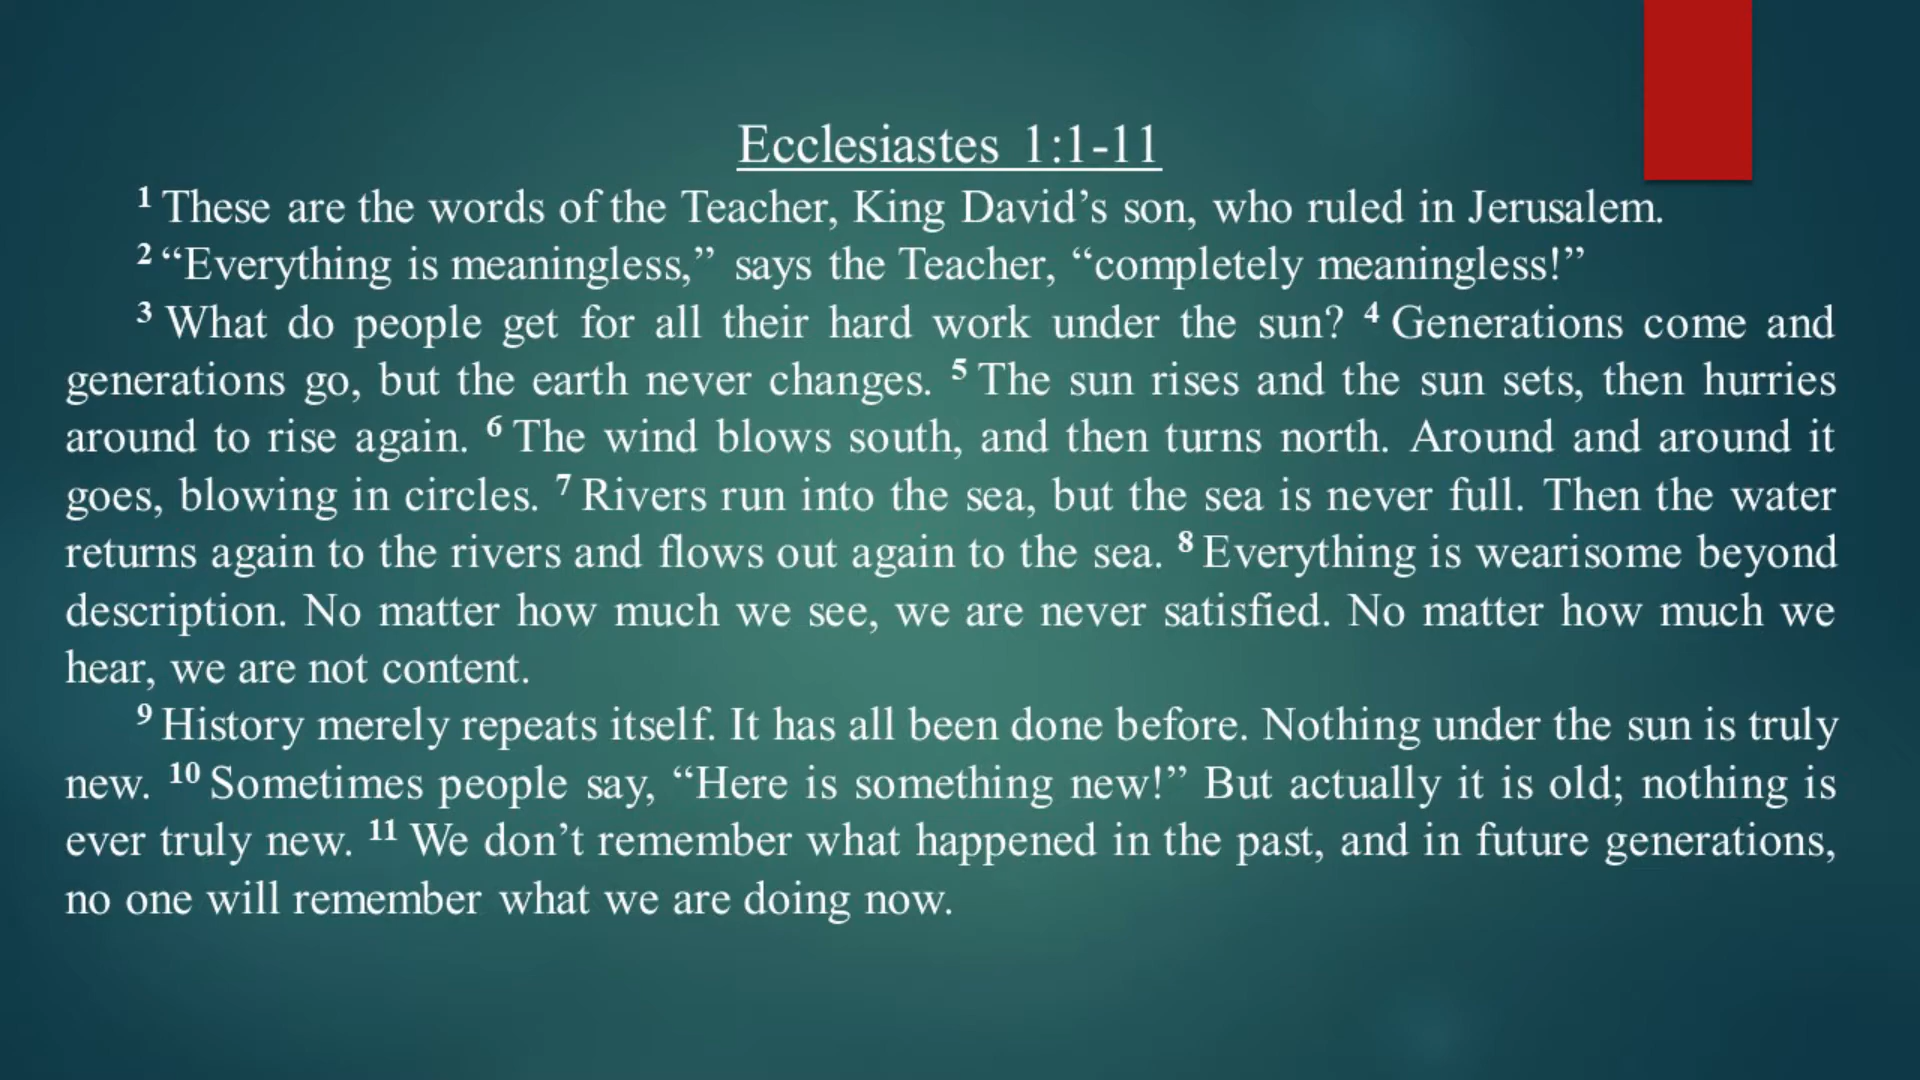 Ecclesiastes 1:1-11
1 These are the words of the Teacher, King David’s son, who ruled in Jerusalem.
2 “Everything is meaningless,” says the Teacher, “completely meaningless!”
3 What do people get for all their hard work under the sun? 4 Generations come and
generations go, but the earth never changes. 5 The sun rises and the sun sets, then hurries
around to rise again. 6 The wind blows south, and then turns north. Around and around it
goes, blowing in circles. 7 Rivers run into the sea, but the sea is never full. Then the water
returns again to the rivers and flows out again to the sea. 8 Everything is wearisome beyond
description. No matter how much we see, we are never satisfied. No matter how much we
hear, we are not content.
9 History merely repeats itself. It has all been done before. Nothing under the sun is truly
new. 10 Sometimes people say, “Here is something new!” But actually it is old; nothing is
ever truly new. 11 We don’t remember what happened in the past, and in future generations,
no one will remember what we are doing now.